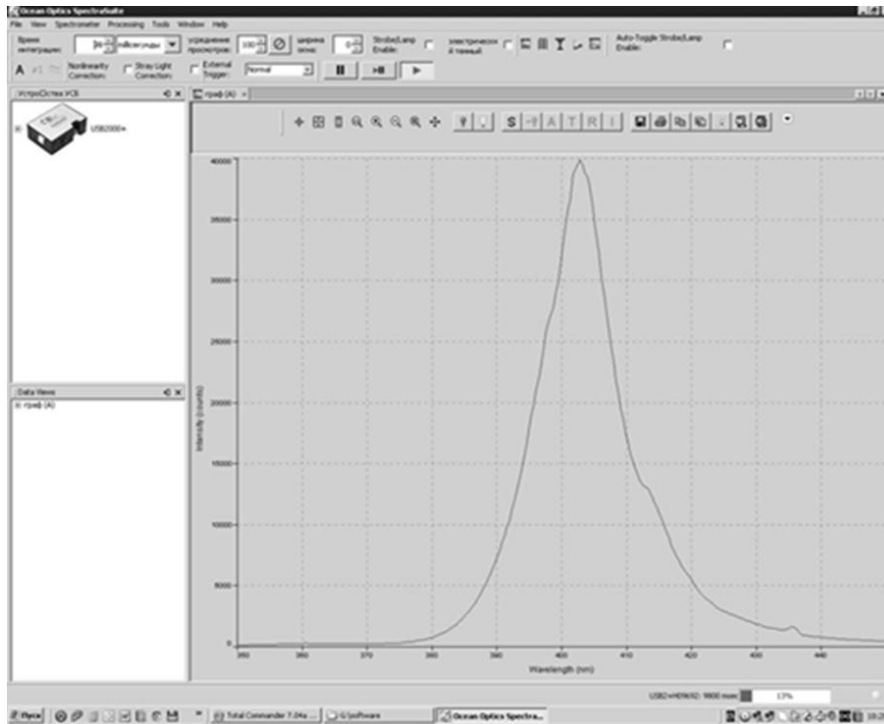 Ocean Optics SpectraSuite
File View Spectrometer Processing Tools Window Help
Время интеграции: миллисекунды усреднение просмотров: 100 ширина окна: 0 Strobe/Lamp Enable: электрический темный Auto-Toggle Strobe/Lamp Enable:
Nonlinearity Correction: Stray Light Correction: External Trigger: Normal
A
граф (A)
USB2000+
S A T R I
Data Views
граф (A)
40000
35000
30000
25000
20000
15000
10000
5000
0
Intensity (counts)
350 360 370 380 390 400 410 420 430 440
Wavelength (nm)
13%
Пуск Total Commander 7.04a ... G:\software Ocean Optics Spectra...